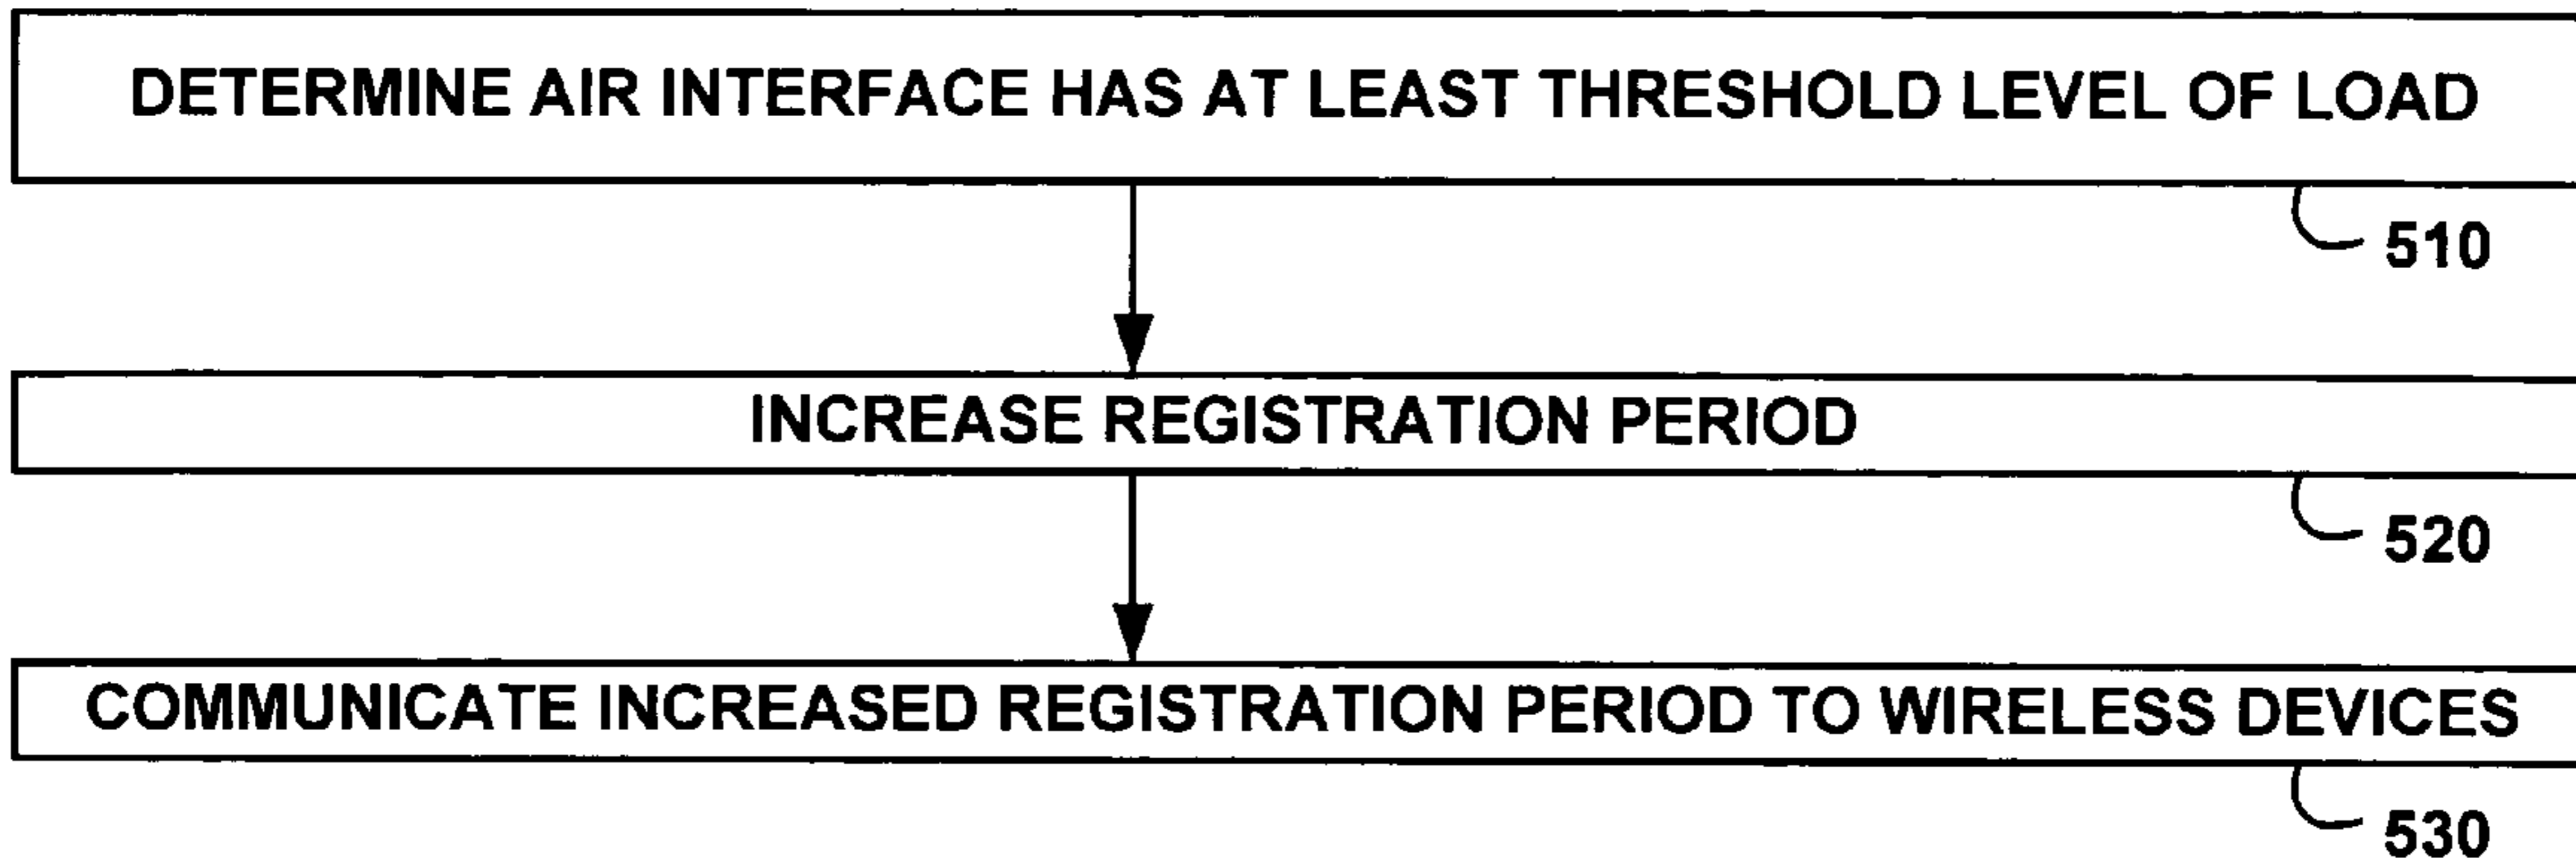 DETERMINE AIR INTERFACE HAS AT LEAST THRESHOLD LEVEL OF LOAD
510
INCREASE REGISTRATION PERIOD
520
COMMUNICATE INCREASED REGISTRATION PERIOD TO WIRELESS DEVICES
530